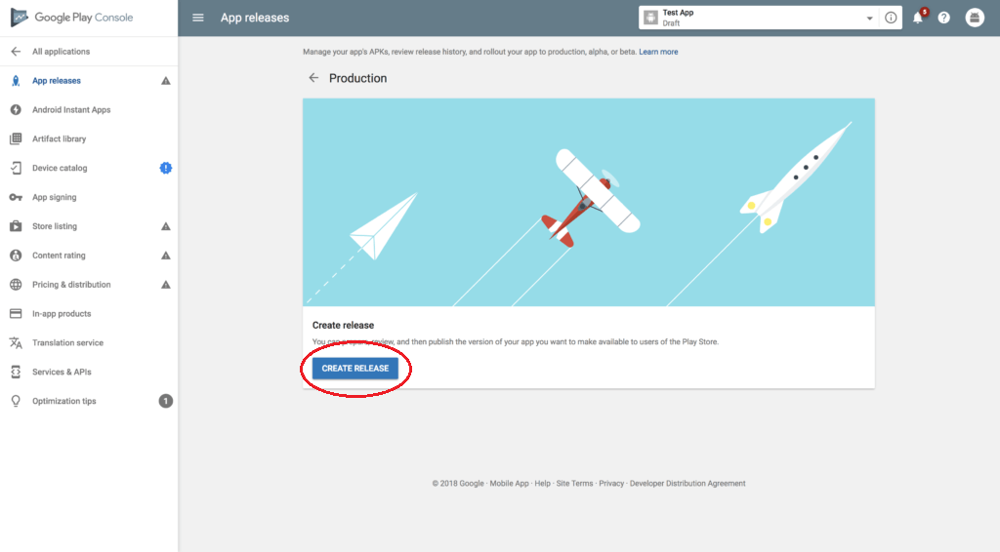 Google Play Console
App releases
Test App
Draft
5
All applications
App releases
Android Instant Apps
Artifact library
Device catalog
App signing
Store listing
Content rating
Pricing & distribution
In-app products
Translation service
Services & APIs
Optimization tips
1
Manage your app's APKs, review release history, and rollout your app to production, alpha, or beta. Learn more
Production
Create release
You can prepare, review, and then publish the version of your app you want to make available to users of the Play Store.
CREATE RELEASE
© 2018 Google · Mobile App · Help · Site Terms · Privacy · Developer Distribution Agreement